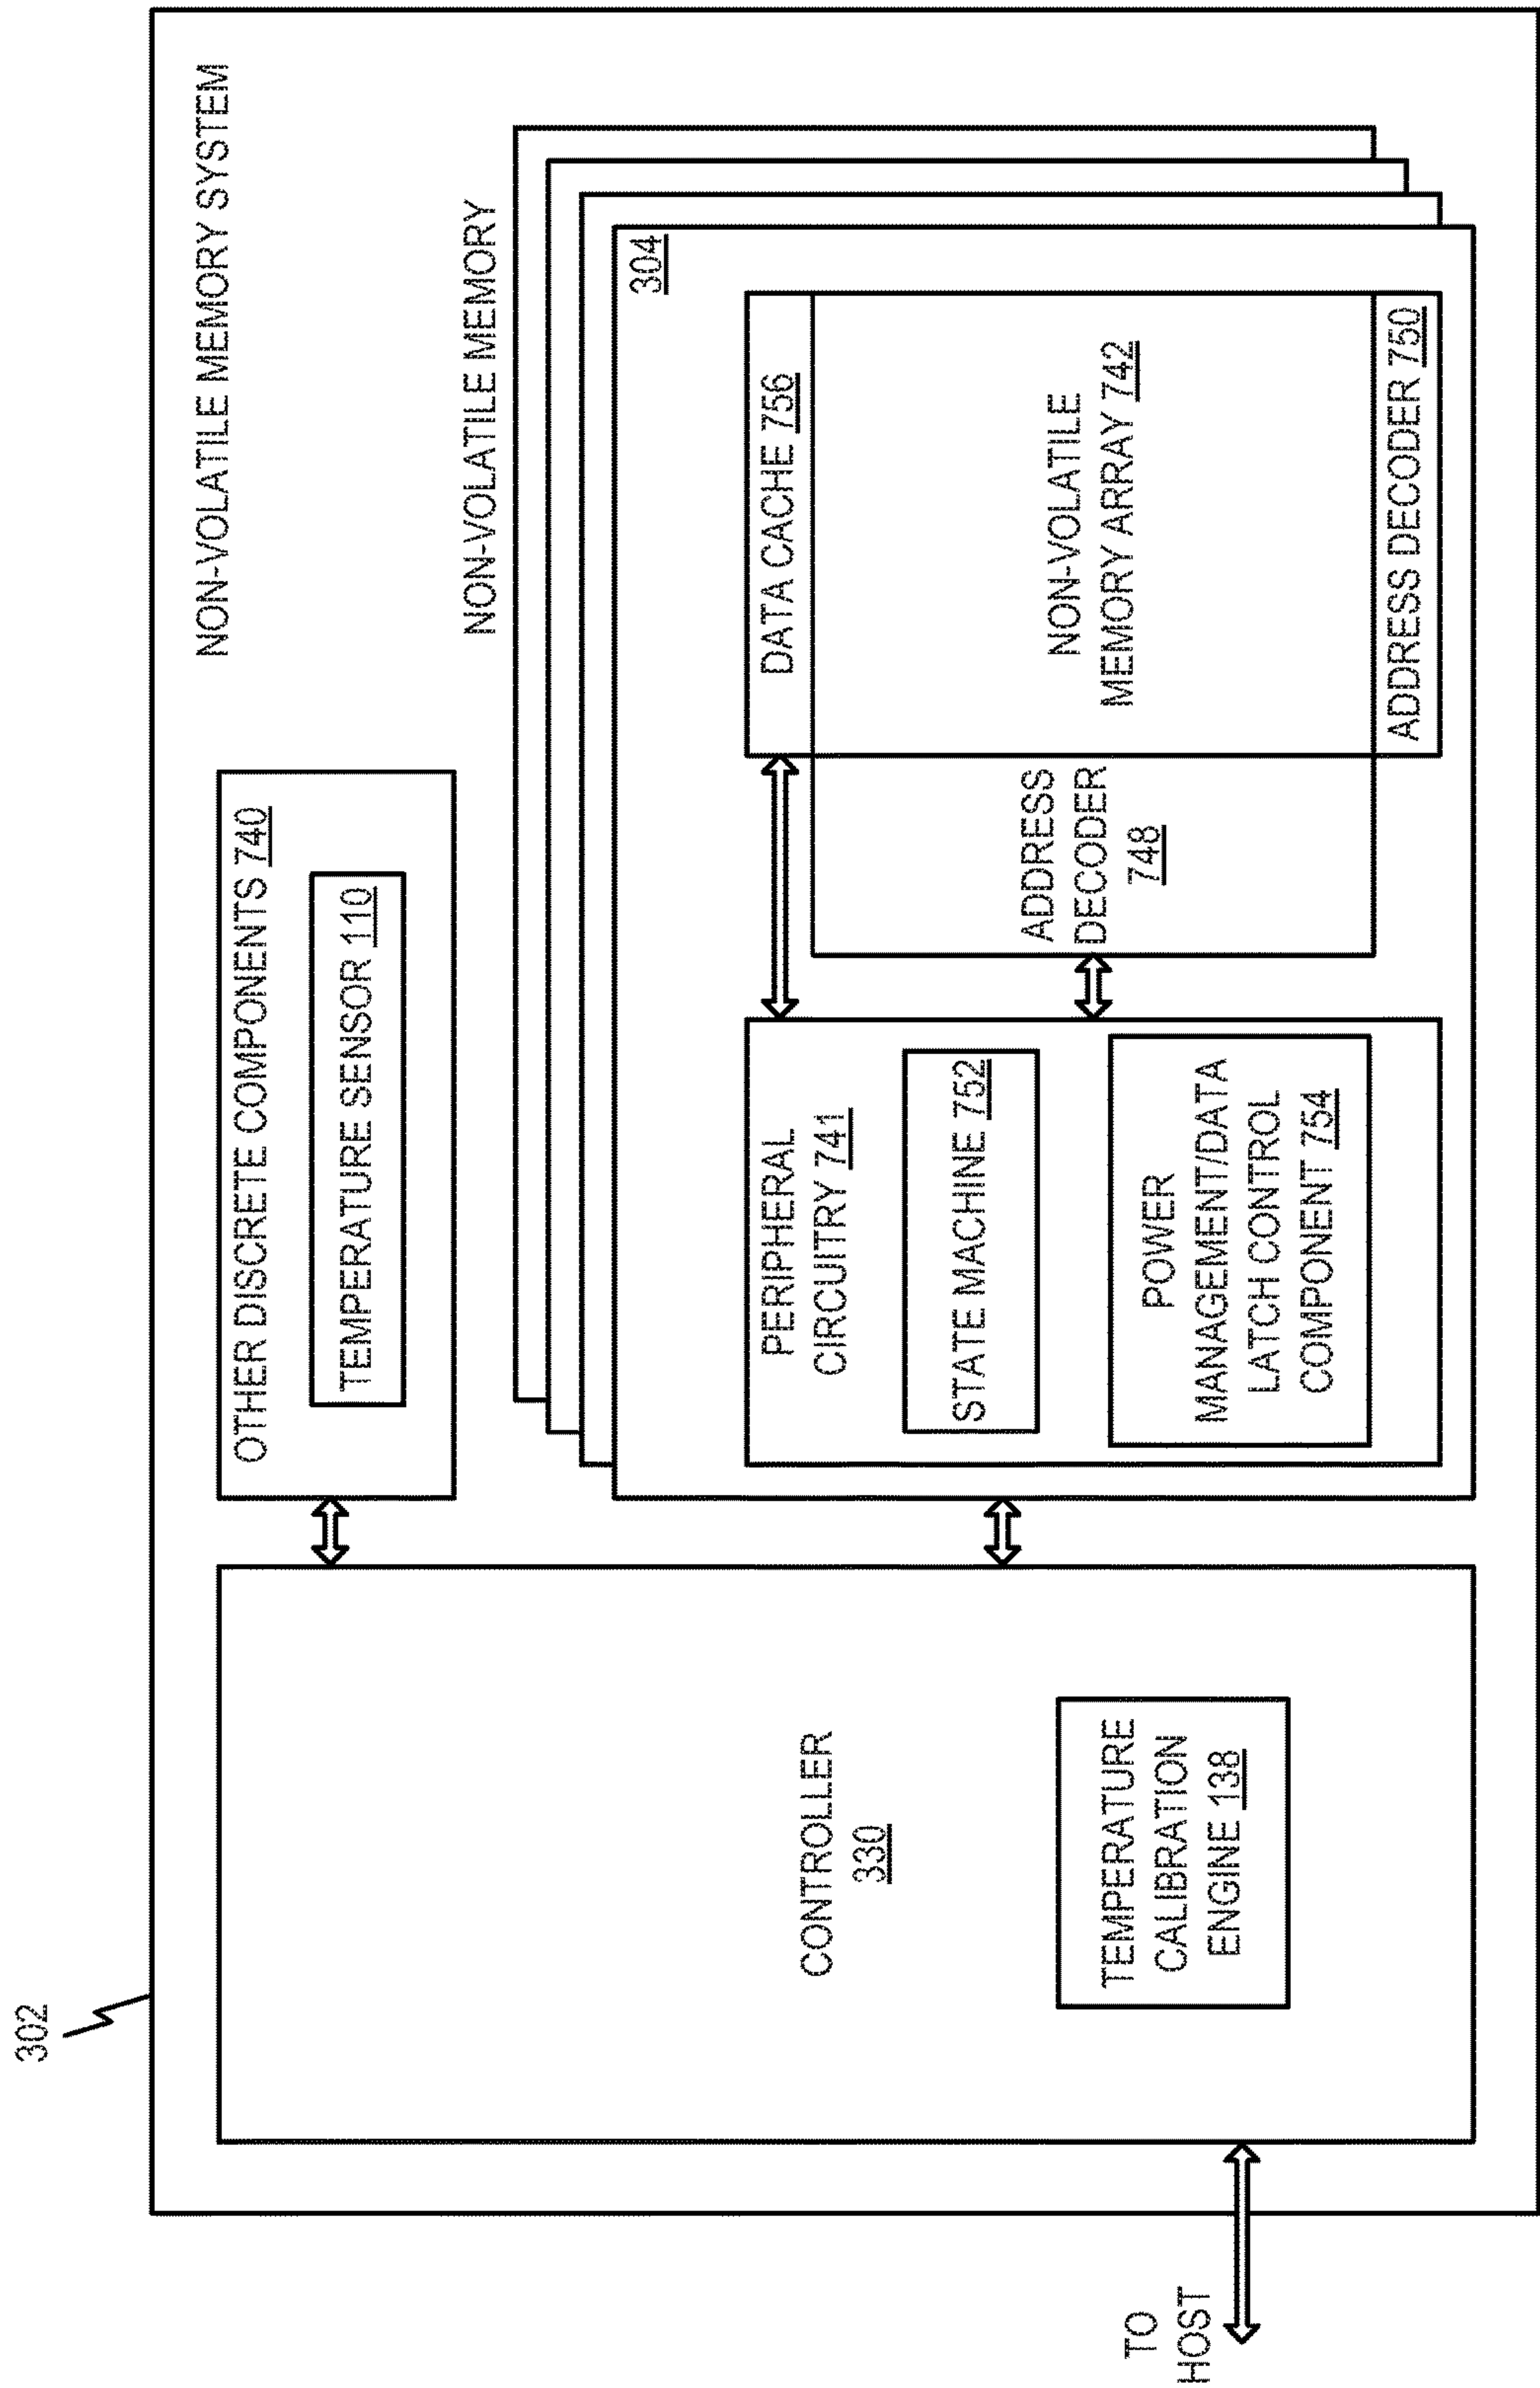 302
NON-VOLATILE MEMORY SYSTEM
OTHER DISCRETE COMPONENTS 740
TEMPERATURE SENSOR 110
NON-VOLATILE MEMORY
304
CONTROLLER
330
TEMPERATURE
CALIBRATION
ENGINE 138
PERIPHERAL
CIRCUITRY 741
STATE MACHINE 752
POWER
MANAGEMENT/DATA
LATCH CONTROL
COMPONENT 754
DATA CACHE 756
ADDRESS
DECODER
748
NON-VOLATILE
MEMORY ARRAY 742
ADDRESS DECODER 750
TO
HOST